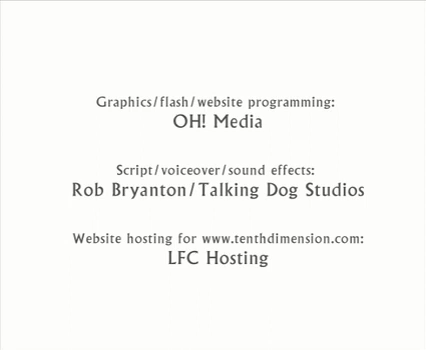 Graphics/flash/website programming:
OH! Media
Script/voiceover/sound effects:
Rob Bryanton/Talking Dog Studios
Website hosting for www.tenthdimension.com:
LFC Hosting